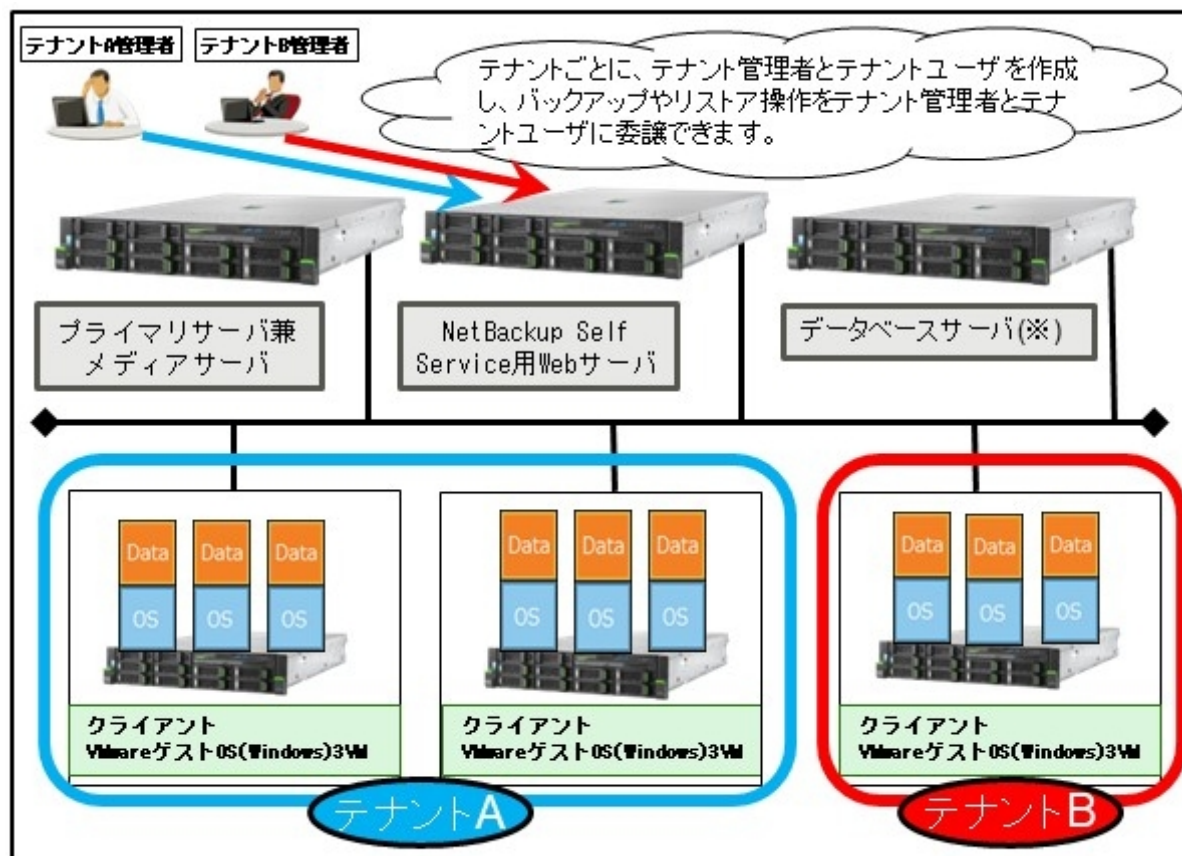 テナントA管理者
テナントB管理者
テナントごとに、テナント管理者とテナントユーザを作成
し、バックアップやリストア操作をテナント管理者とテナ
ントユーザに委譲できます。
プライマリサーバ兼
メディアサーバ
NetBackup Self
Service用Webサーバ
データベースサーバ(※)
Data
Data
Data
OS
OS
OS
Data
Data
Data
OS
OS
OS
Data
Data
Data
OS
OS
OS
クライアント
VMwareゲストOS(Windows)3VM
クライアント
VMwareゲストOS(Windows)3VM
クライアント
VMwareゲストOS(Windows)3VM
テナントA
テナントB